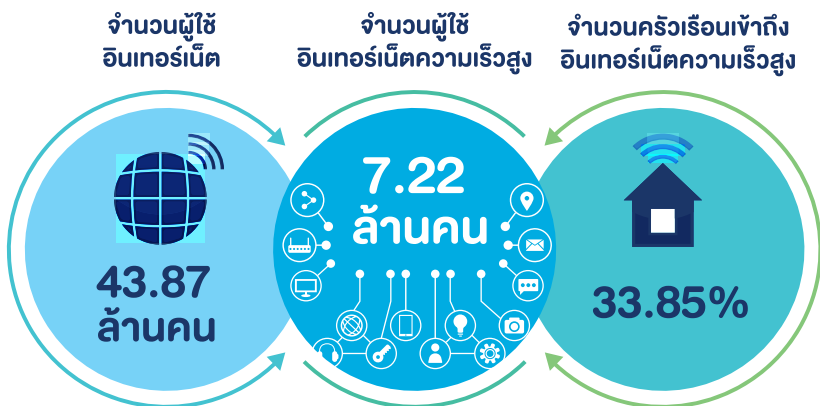 จำนวนผู้ใช้
อินเทอร์เน็ต
43.87
ล้านคน
จำนวนผู้ใช้
อินเทอร์เน็ตความเร็วสูง
7.22
ล้านคน
จำนวนครัวเรือนเข้าถึง
อินเทอร์เน็ตความเร็วสูง
33.85%